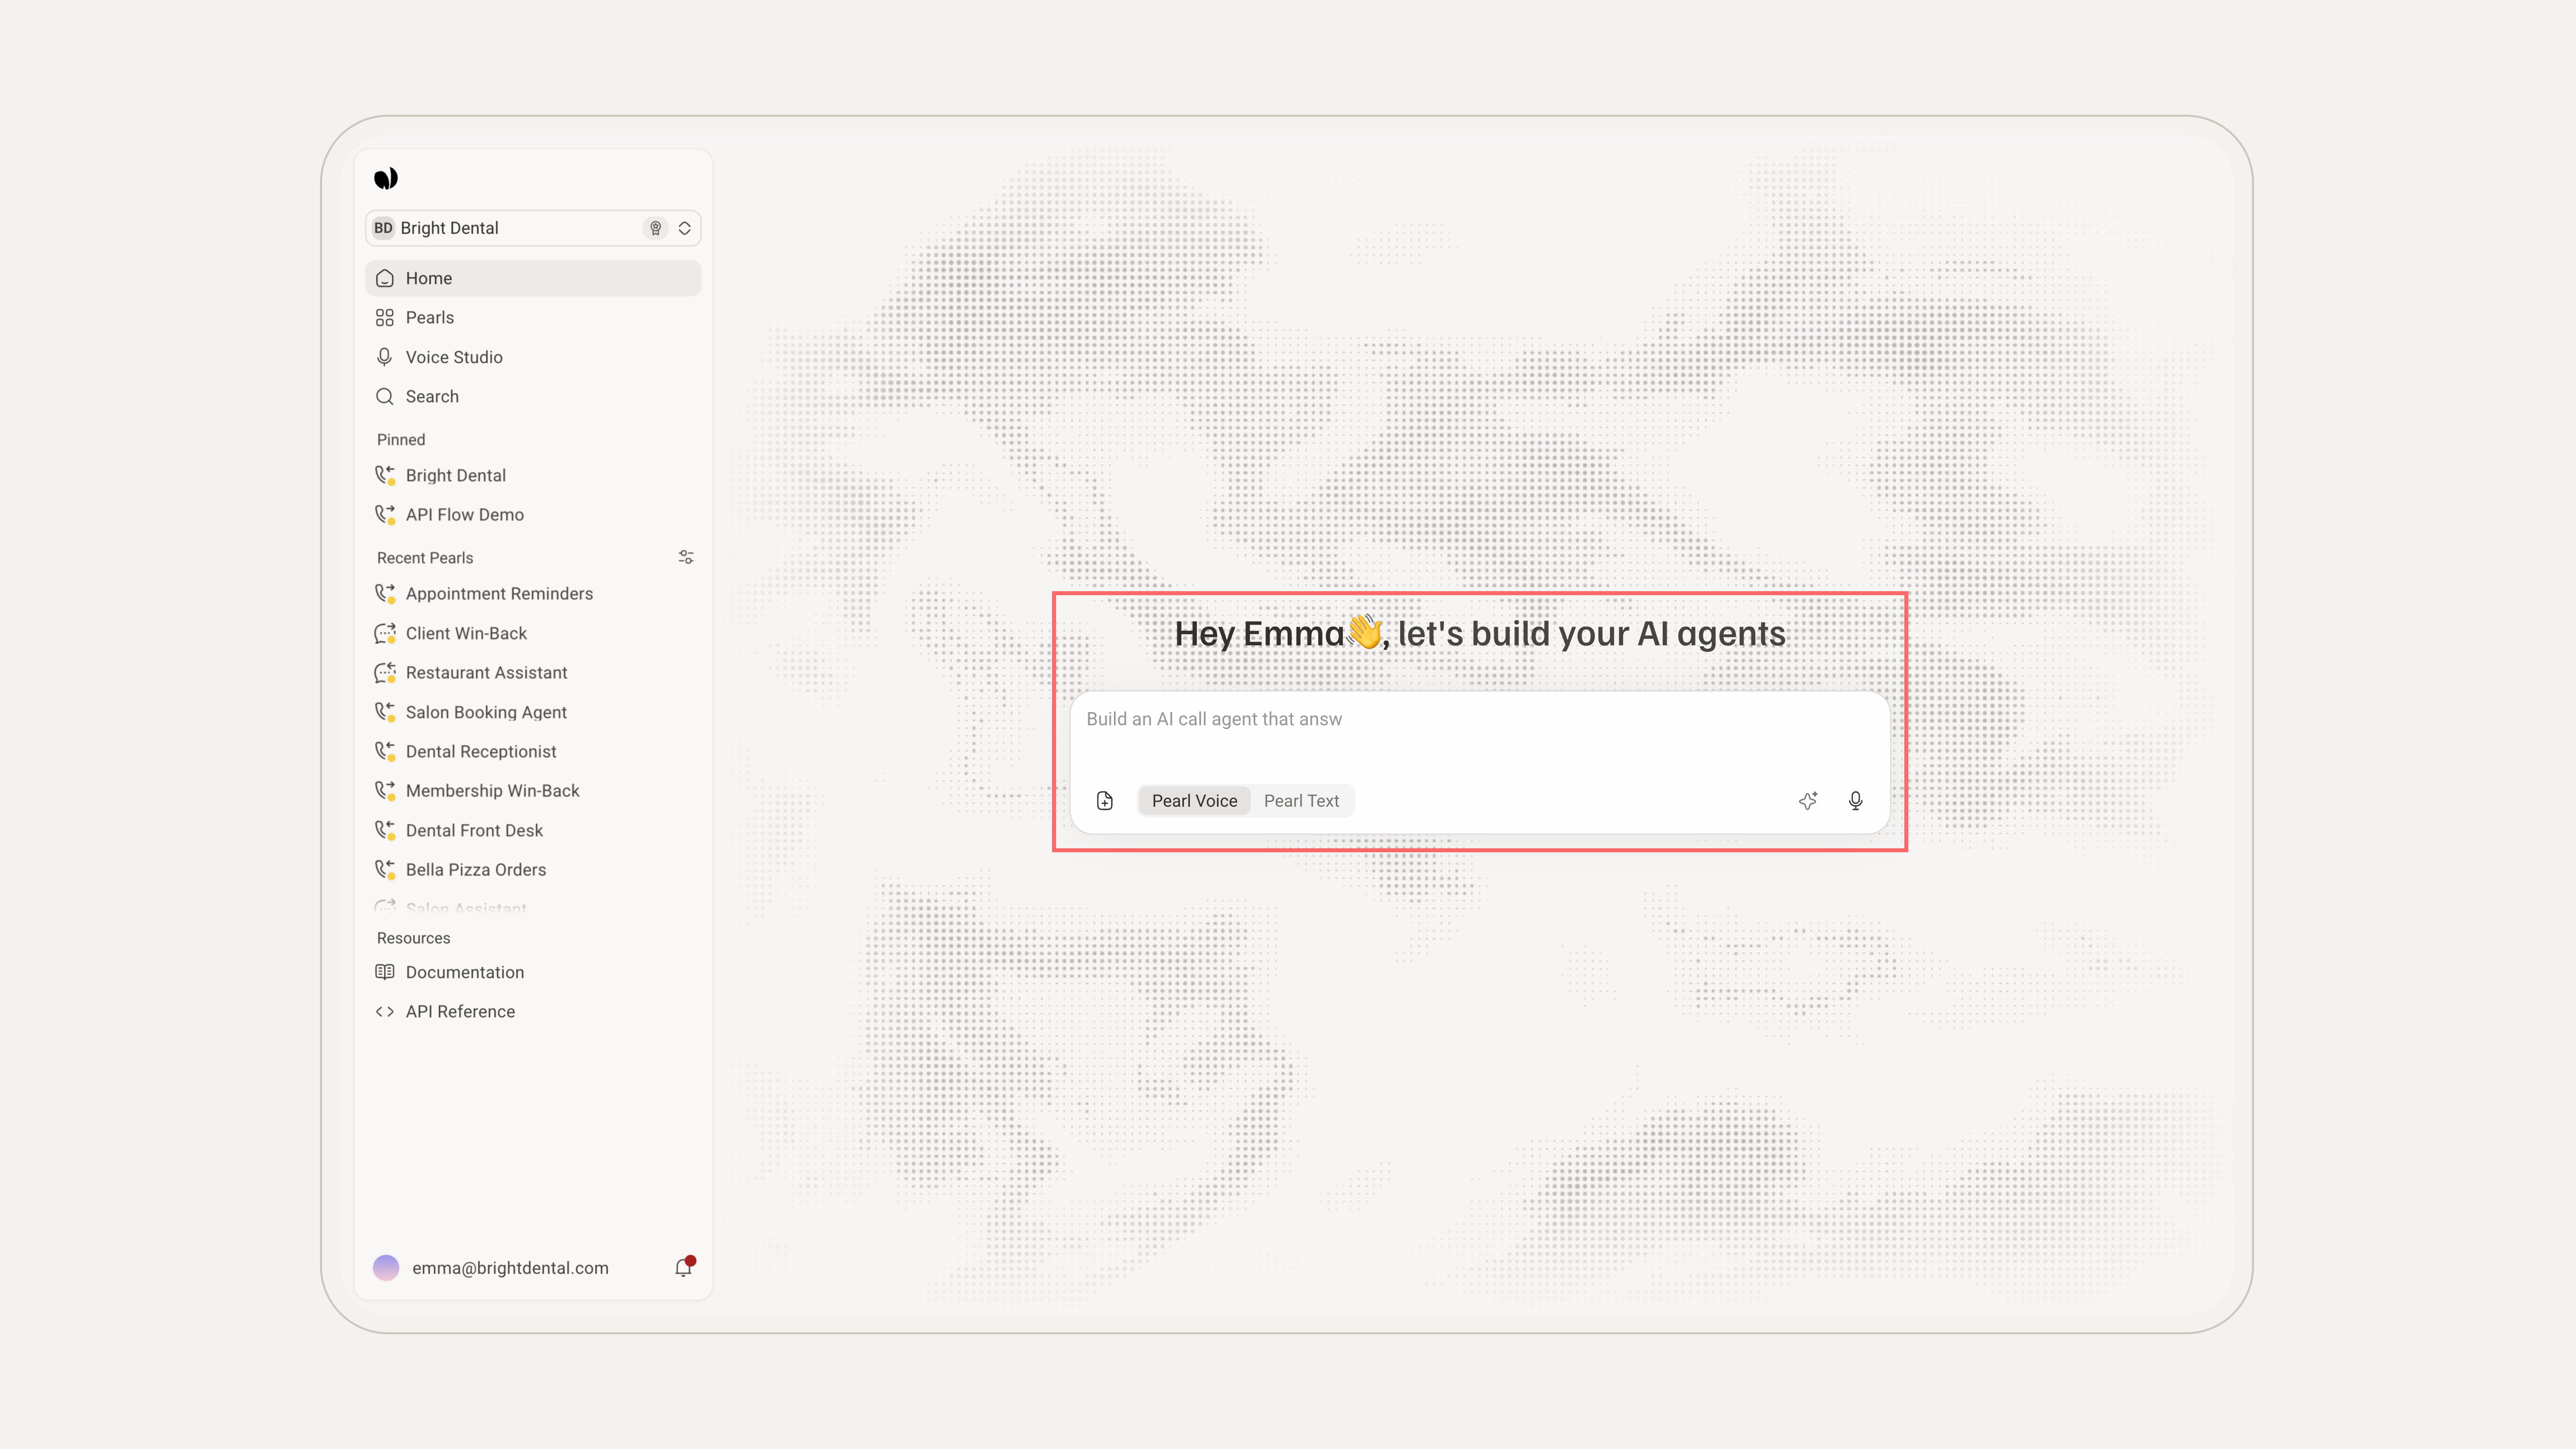 BD Bright Dental
Home
Pearls
Voice Studio
Search
Pinned
Bright Dental
API Flow Demo
Recent Pearls
Appointment Reminders
Client Win-Back
Restaurant Assistant
Salon Booking Agent
Dental Receptionist
Membership Win-Back
Dental Front Desk
Bella Pizza Orders
Salon Assistant
Resources
Documentation
API Reference
emma@brightdental.com
Hey Emma👋, let's build your AI agents
Build an AI call agent that answ
Pearl Voice Pearl Text